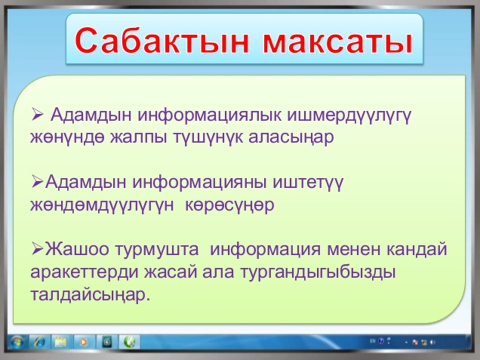 Сабактын максаты
➢ Адамдын информациялык ишмердүүлүгү
жөнүндө жалпы түшүнүк аласыңар
➢Адамдын информацияны иштетүү
жөндөмдүүлүгүн көрөсүңөр
➢Жашоо турмушта информация менен кандай
аракеттерди жасай ала тургандыгыбызды
талдайсыңар.